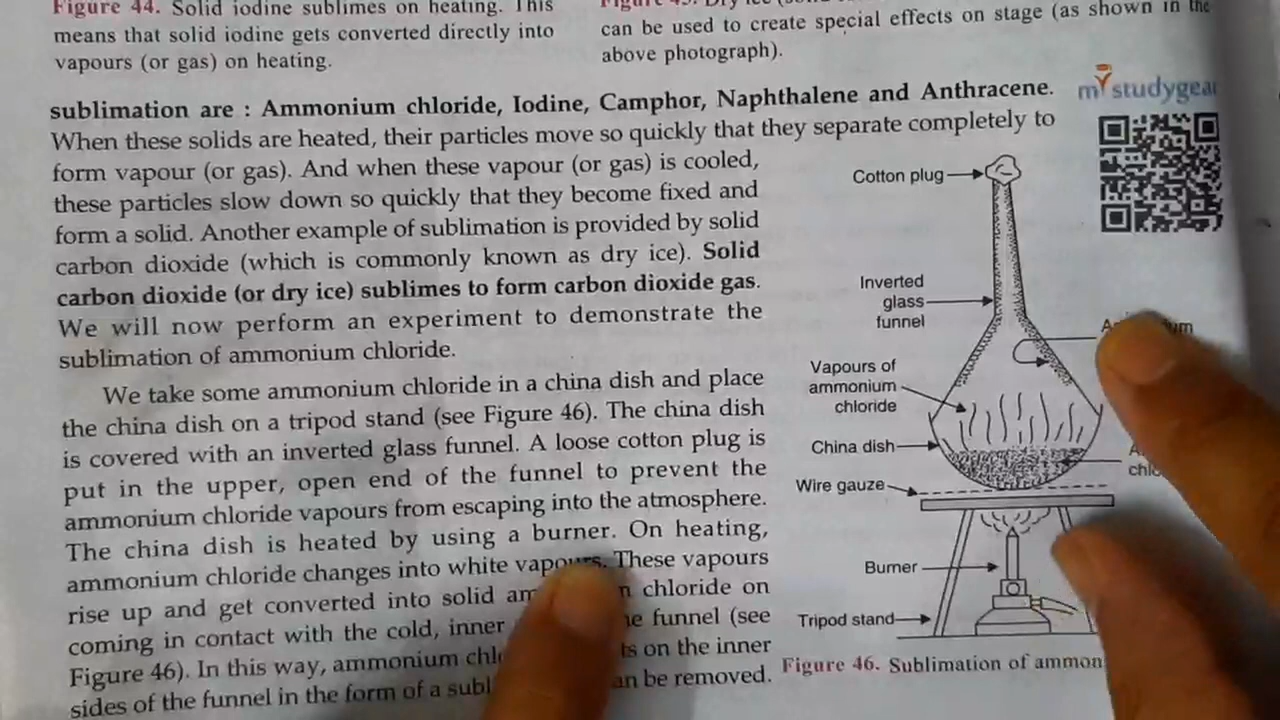 Figure 44. Solid iodine sublimes on heating. This
means that solid iodine gets converted directly into
vapours (or gas) on heating.
can be used to create special effects on stage (as shown in the
above photograph).
sublimation are : Ammonium chloride, Iodine, Camphor, Naphthalene and Anthracene.
When these solids are heated, their particles move so quickly that they separate completely to
form vapour (or gas). And when these vapour (or gas) is cooled,
these particles slow down so quickly that they become fixed and
form a solid. Another example of sublimation is provided by solid
carbon dioxide (which is commonly known as dry ice). Solid
carbon dioxide (or dry ice) sublimes to form carbon dioxide gas.
We will now perform an experiment to demonstrate the
sublimation of ammonium chloride.
We take some ammonium chloride in a china dish and place
the china dish on a tripod stand (see Figure 46). The china dish
is covered with an inverted glass funnel. A loose cotton plug is
put in the upper, open end of the funnel to prevent the
ammonium chloride vapours from escaping into the atmosphere.
The china dish is heated by using a burner. On heating,
ammonium chloride changes into white vapours. These vapours
rise up and get converted into solid chloride on
coming in contact with the cold, inner funnel (see
Figure 46). In this way, ammonium on the inner
sides of the funnel in the form of a be removed.
my studygear
Cotton plug
Inverted
glass
funnel
Vapours of
ammonium
chloride
China dish
Wire gauze
Burner
Tripod stand
Figure 46. Sublimation of